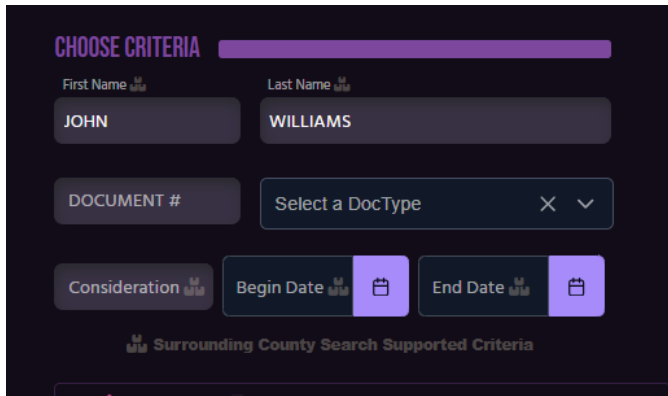 CHOOSE CRITERIA
First Name Last Name
JOHN WILLIAMS
DOCUMENT # Select a DocType
Consideration Begin Date End Date
Surrounding County Search Supported Criteria